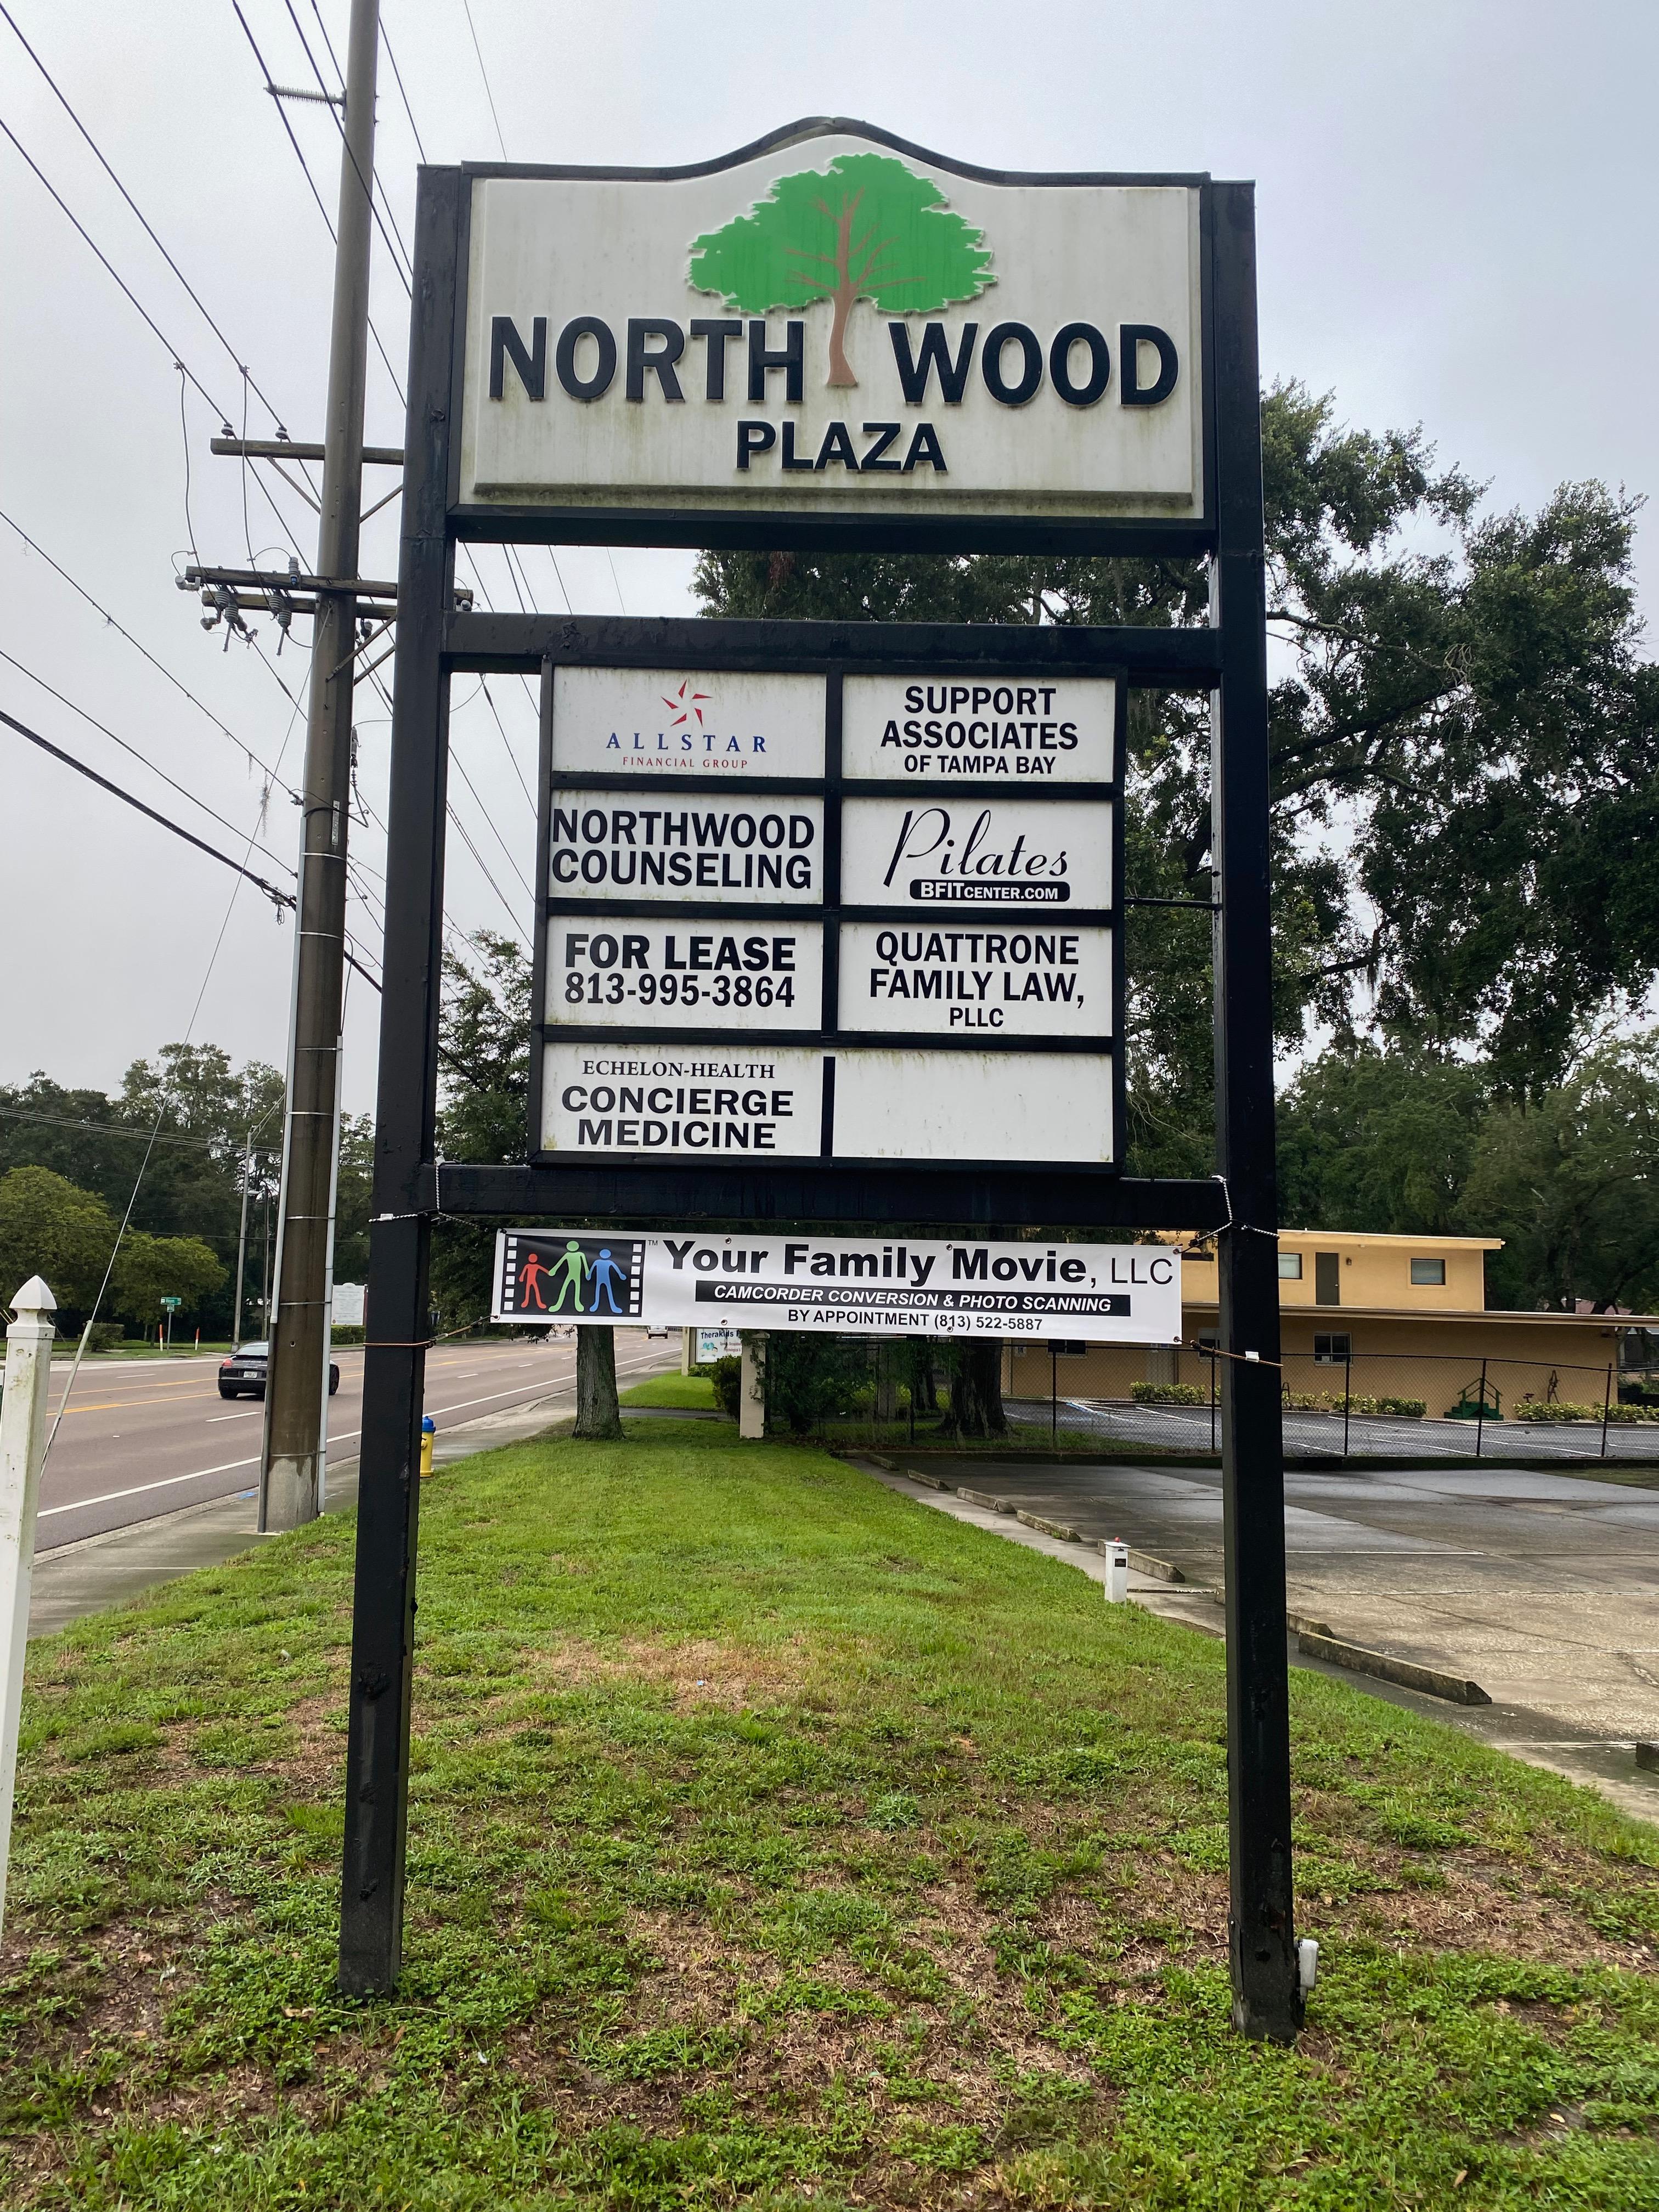 NORTH WOOD
PLAZA
ALLSTAR
FINANCIAL GROUP
SUPPORT
ASSOCIATES
OF TAMPA BAY
NORTHWOOD
COUNSELING
Pilates
BFITCENTER.COM
FOR LEASE
813-995-3864
QUATTRONE
FAMILY LAW,
PLLC
ECHELON-HEALTH
CONCIERGE
MEDICINE
™ Your Family Movie, LLC
CAMCORDER CONVERSION & PHOTO SCANNING
BY APPOINTMENT (813) 522-5887